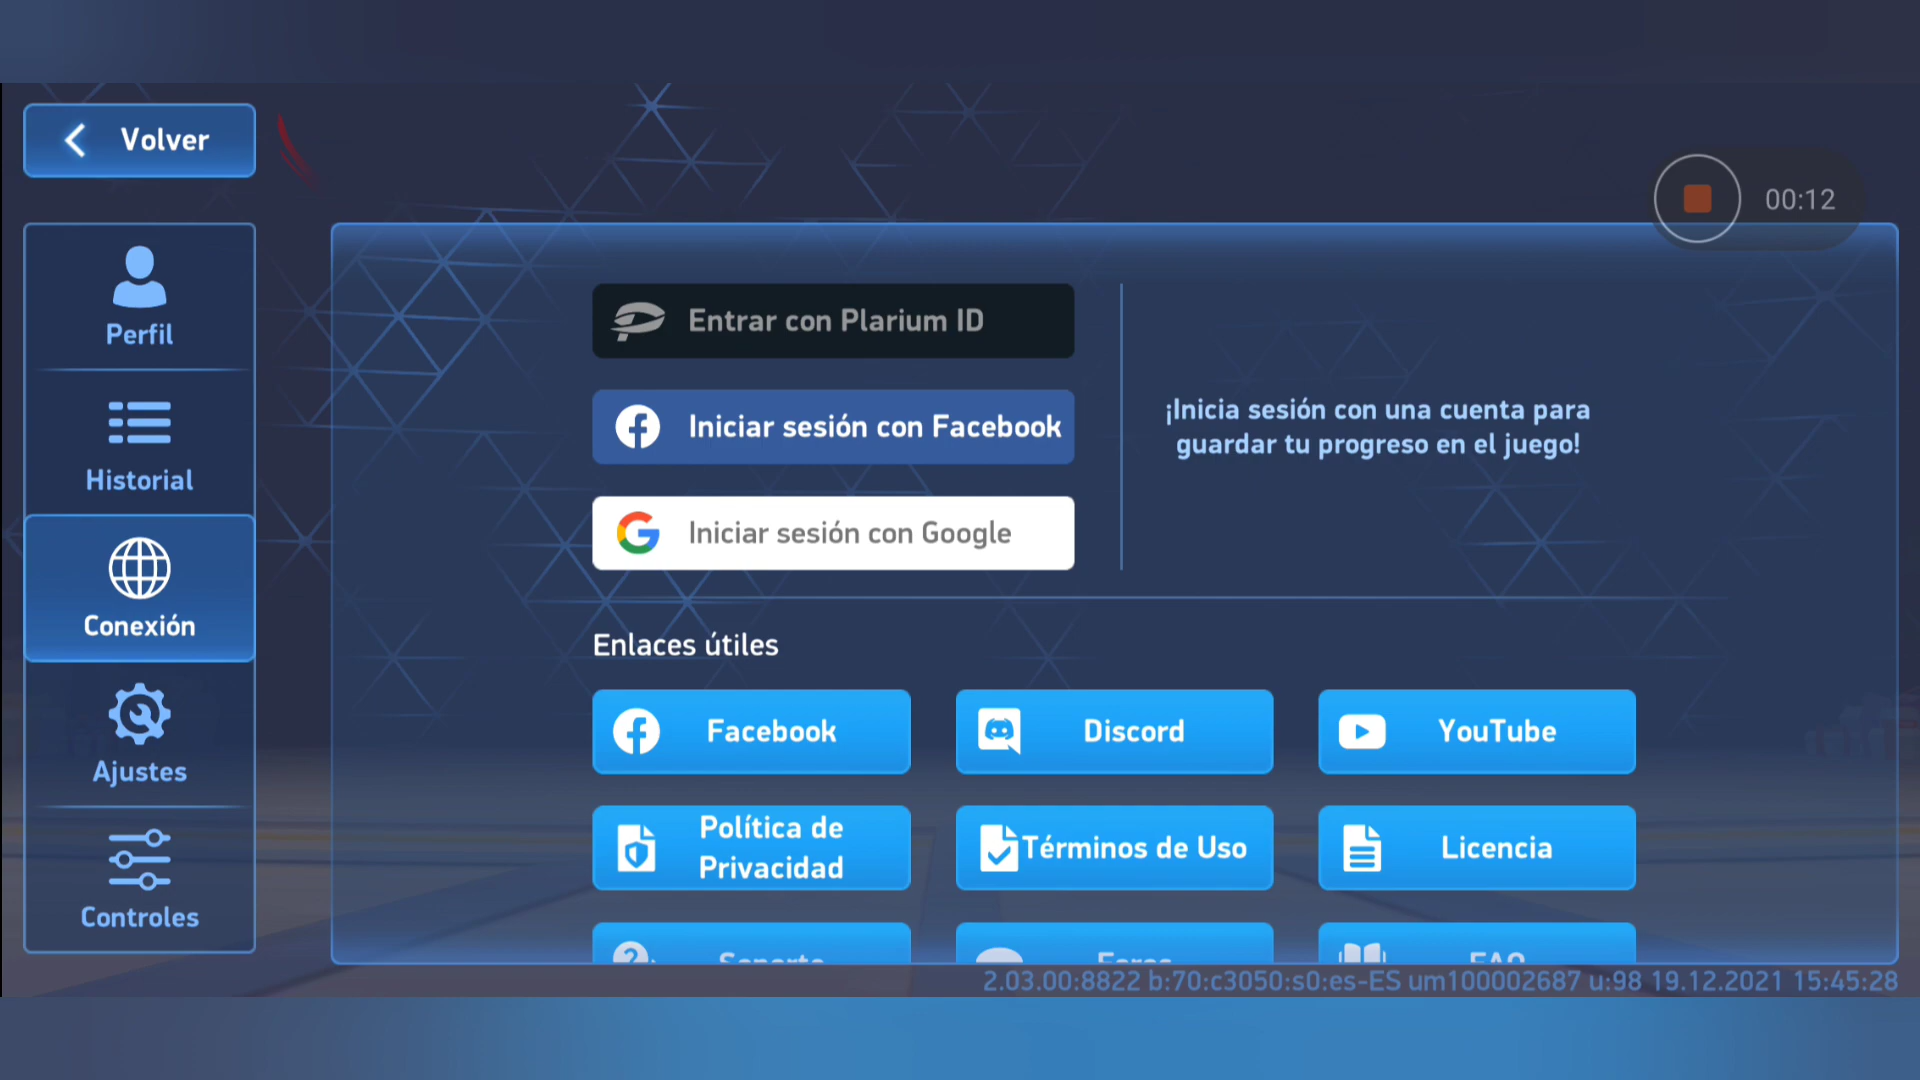 Volver
00:12
Perfil
Historial
Conexión
Ajustes
Controles
Entrar con Plarium ID
Iniciar sesión con Facebook
Iniciar sesión con Google
¡Inicia sesión con una cuenta para
guardar tu progreso en el juego!
Enlaces útiles
Facebook
Discord
YouTube
Política de
Privacidad
Términos de Uso
Licencia
Soporte
Foros
FAQ
2.03.00:8822 b:70:c3050:s0:es-ES um100002687 u:98 19.12.2021 15:45:28